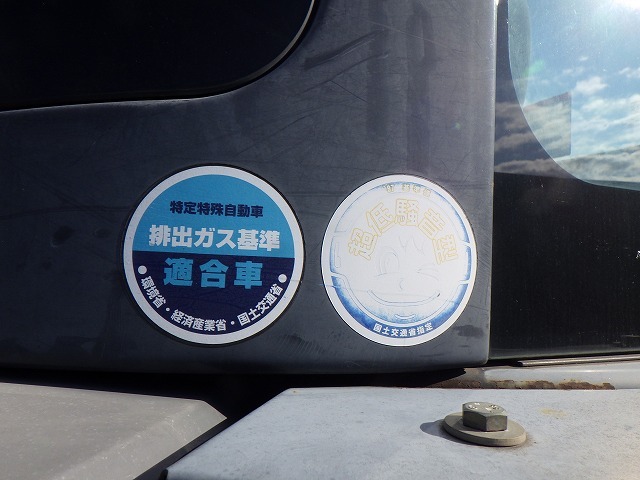 特定特殊自動車
排出ガス基準
適合車
●環境省・経済産業省・国土交通省●
超低騒音型
国土交通省指定